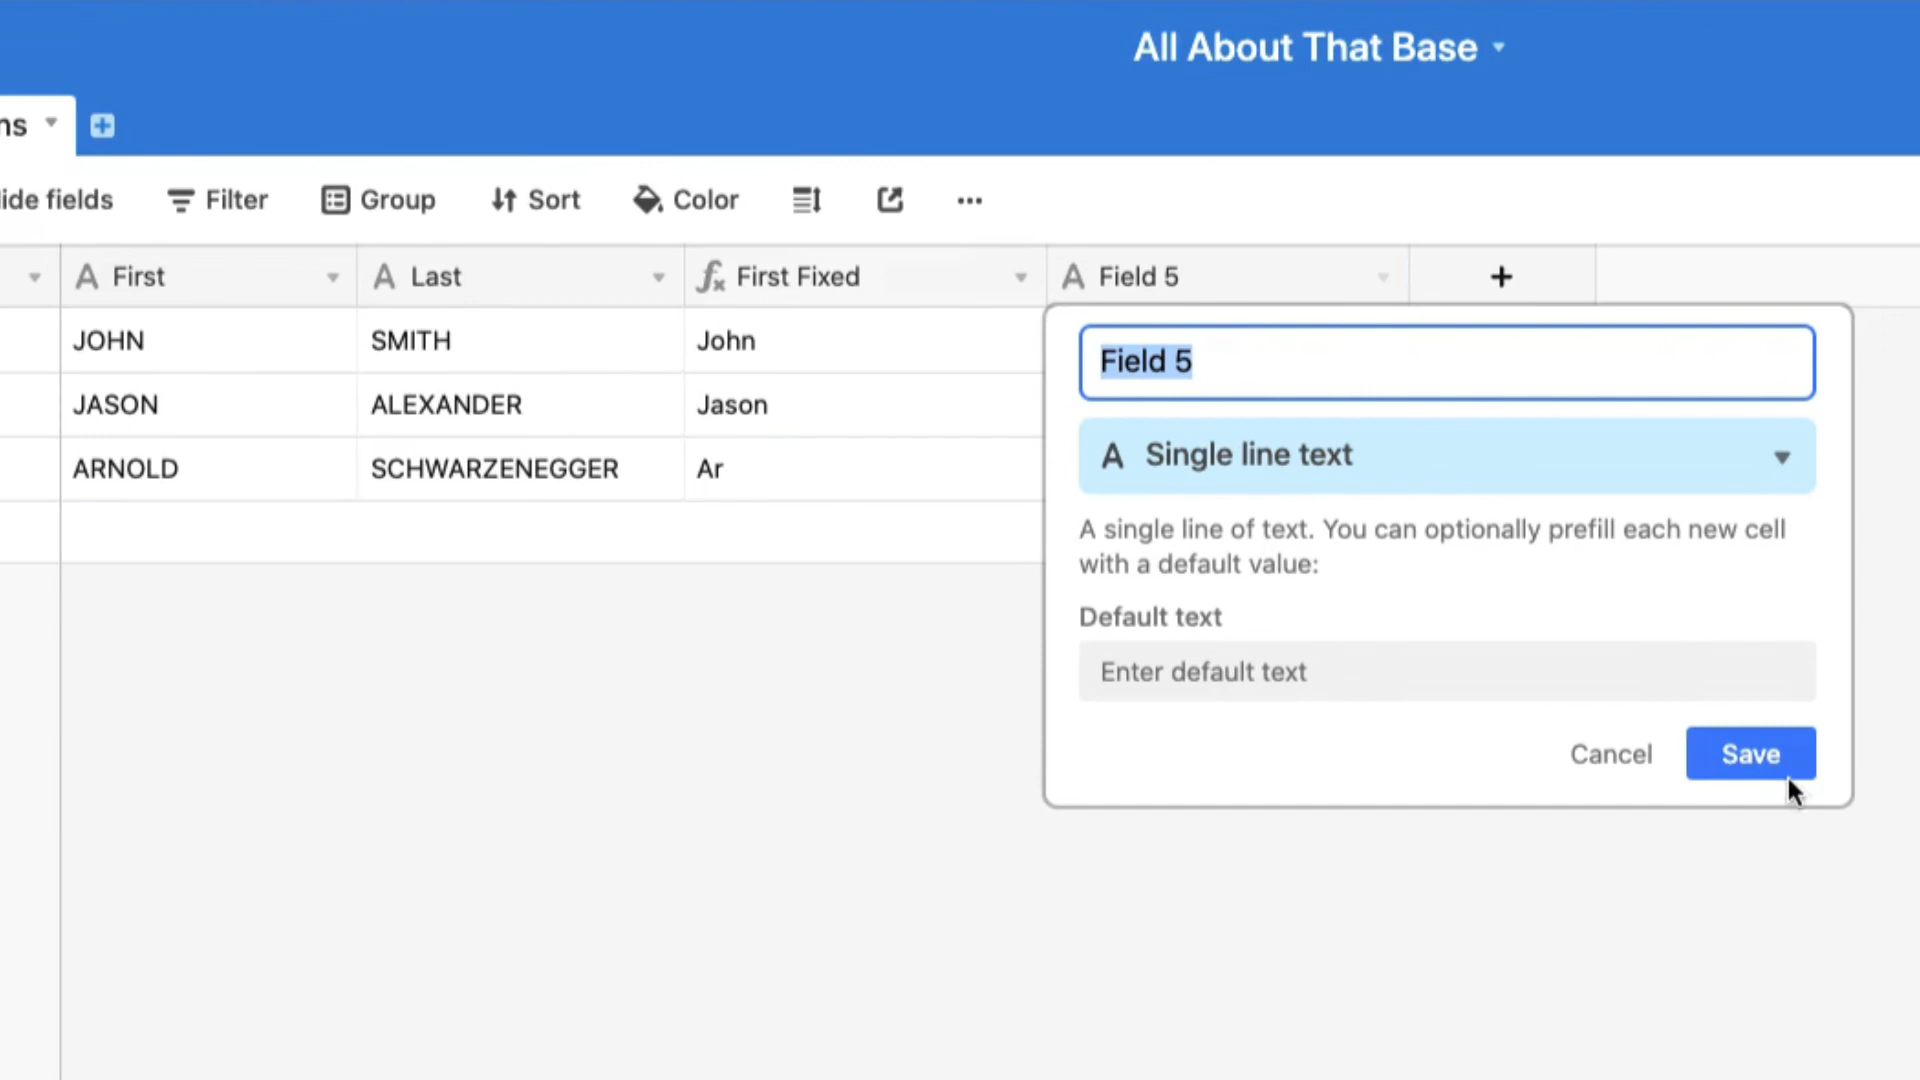 All About That Base
ns
ide fields Filter Group Sort Color ...
First Last First Fixed Field 5 +
JOHN SMITH John
JASON ALEXANDER Jason
ARNOLD SCHWARZENEGGER Ar
Field 5
A Single line text
A single line of text. You can optionally prefill each new cell
with a default value:
Default text
Enter default text
Cancel Save